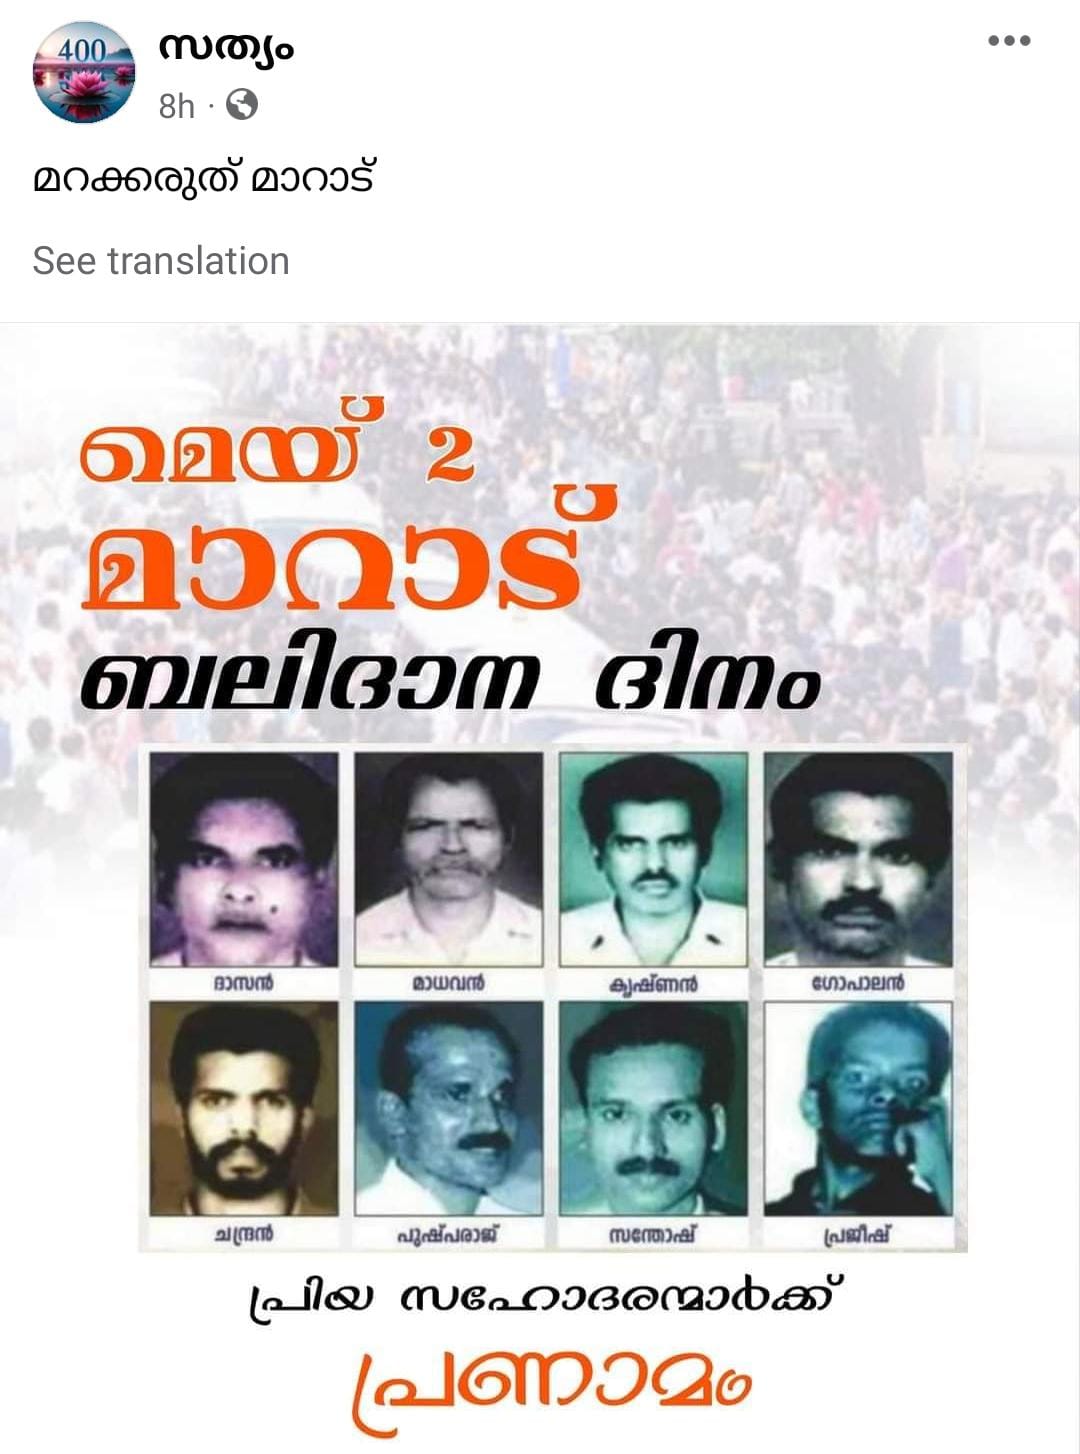 400
സത്യം
8h ·
മറക്കരുത് മാറാട്
See translation
മെയ് 2
മാറാട്
ബലിദാന ദിനം
ദാസൻ മാധവൻ കൃഷ്ണൻ ഗോപാലൻ
ചന്ദ്രൻ പുഷ്പരാജ് സന്തോഷ് പ്രജീഷ്
പ്രിയ സഹോദരന്മാർക്ക്
പ്രണാമം